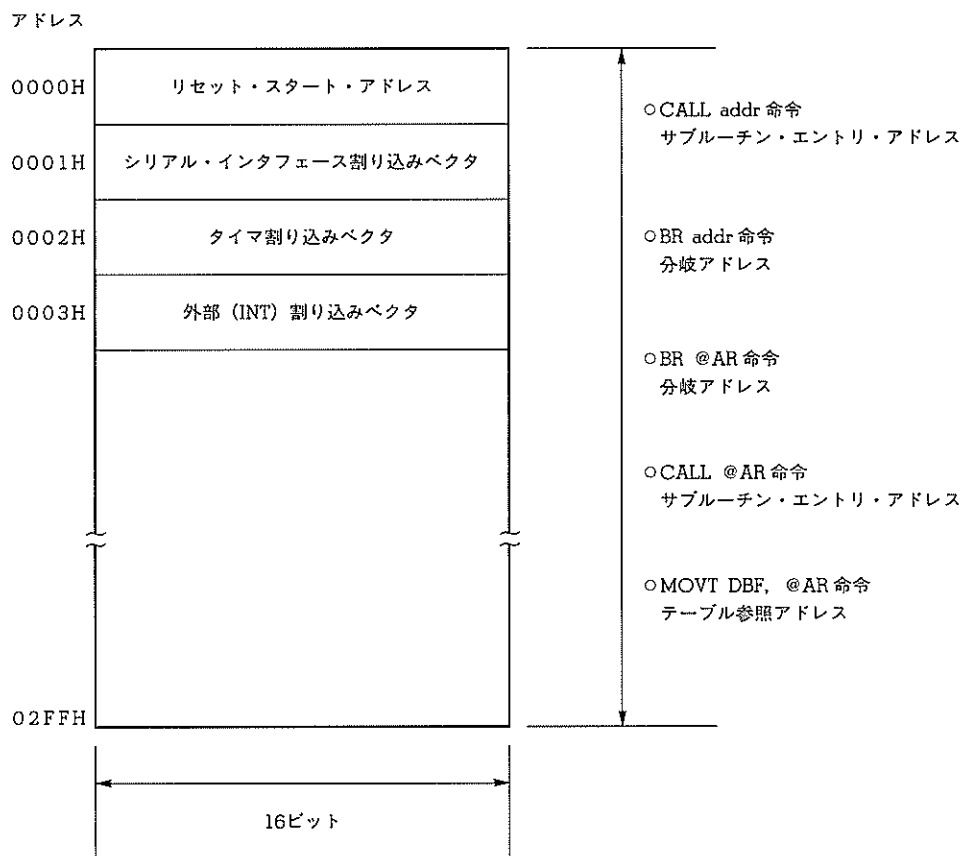 アドレス
0000H リセット・スタート・アドレス
0001H シリアル・インタフェース割り込みベクタ
0002H タイマ割り込みベクタ
0003H 外部（INT）割り込みベクタ
02FFH
16ビット
○CALL addr 命令
サブルーチン・エントリ・アドレス
○BR addr 命令
分岐アドレス
○BR @AR 命令
分岐アドレス
○CALL @AR 命令
サブルーチン・エントリ・アドレス
○MOVT DBF, @AR 命令
テーブル参照アドレス